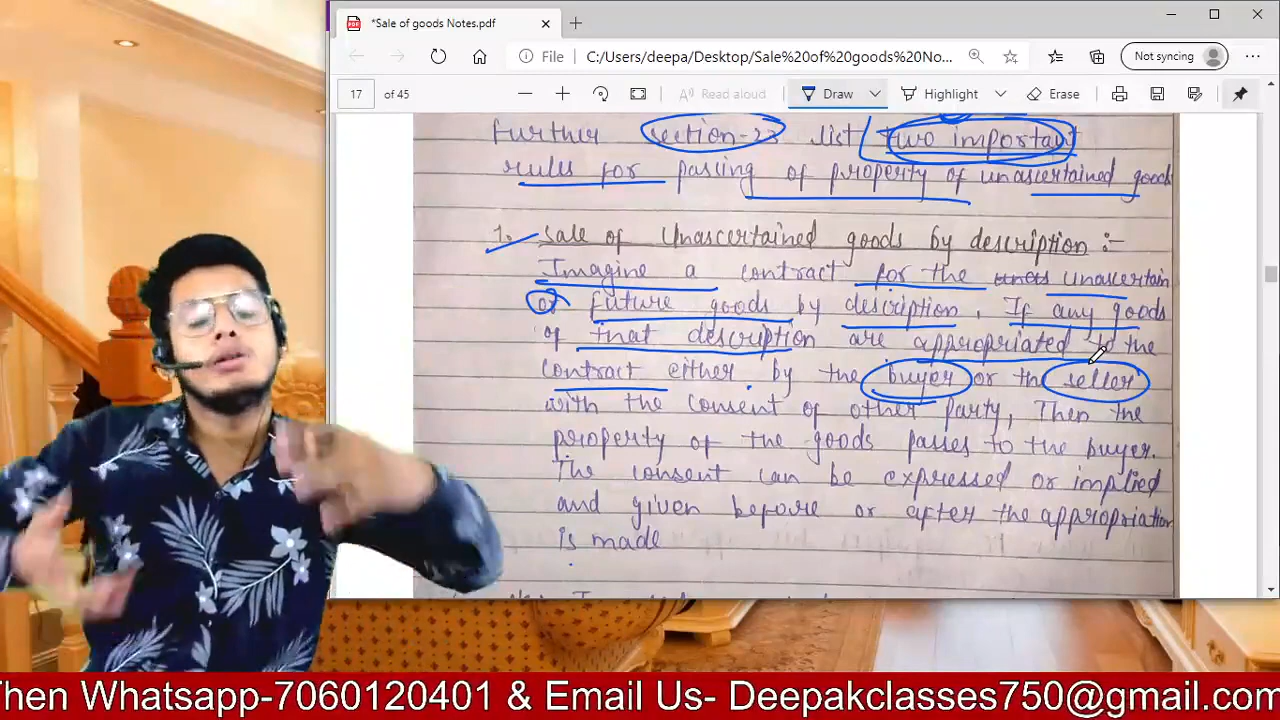 *Sale of goods Notes.pdf
File C:/Users/deepa/Desktop/Sale%20of%20goods%20No... Not syncing
17 of 45 Read aloud Draw Highlight Erase
Further section-23 list two important
rules for passing of property of unascertained goods
1. Sale of Unascertained goods by description :-
Imagine a contract for the unascertain
or future goods by description. If any goods
of that description are appropriated to the
contract either by the buyer or the seller
with the consent of other party, Then the
property of the goods passes to the buyer.
The consent can be expressed or implied
and given before or after the appropriation
is made
Then Whatsapp-7060120401 & Email Us- Deepakclasses750@gmail.com